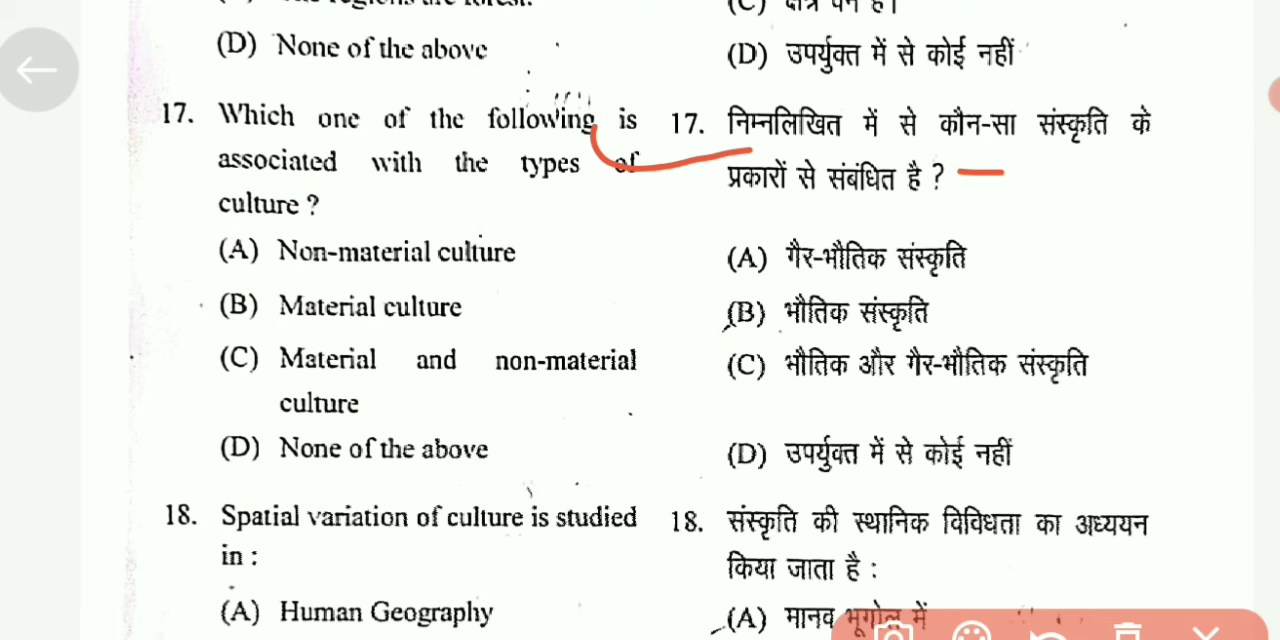 (D) None of the above
17. Which one of the following is
associated with the types of
culture ?
(A) Non-material culture
(B) Material culture
(C) Material and non-material
culture
(D) None of the above
18. Spatial variation of culture is studied
in :
(A) Human Geography
(D) उपर्युक्त में से कोई नहीं
17. निम्नलिखित में से कौन-सा संस्कृति के
प्रकारों से संबंधित है ?
(A) गैर-भौतिक संस्कृति
(B) भौतिक संस्कृति
(C) भौतिक और गैर-भौतिक संस्कृति
(D) उपर्युक्त में से कोई नहीं
18. संस्कृति की स्थानिक विविधता का अध्ययन
किया जाता है :
(A) मानव भूगोल में